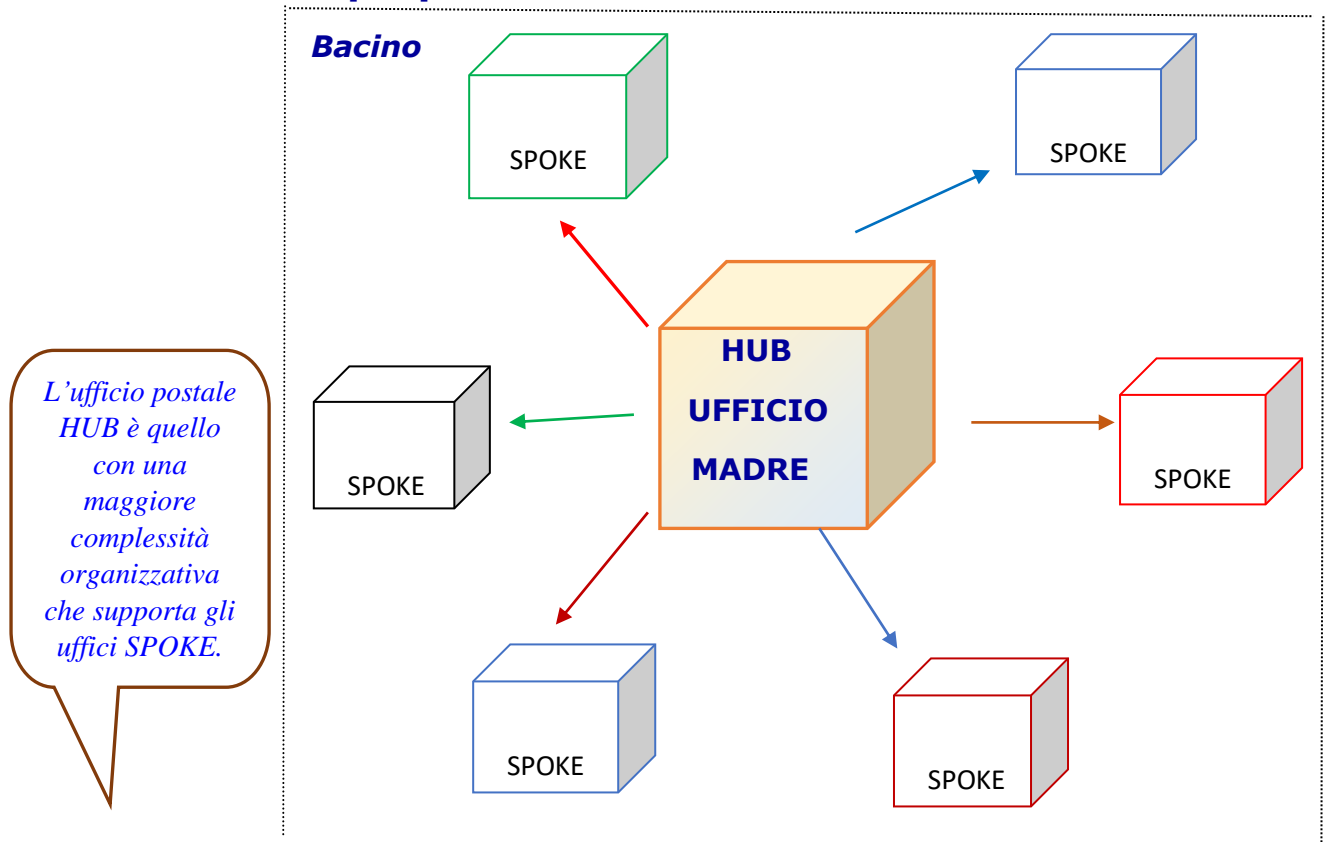 Bacino
SPOKE
SPOKE
HUB
UFFICIO
MADRE
L’ufficio postale
HUB è quello
con una
maggiore
complessità
organizzativa
che supporta gli
uffici SPOKE.
SPOKE
SPOKE
SPOKE
SPOKE